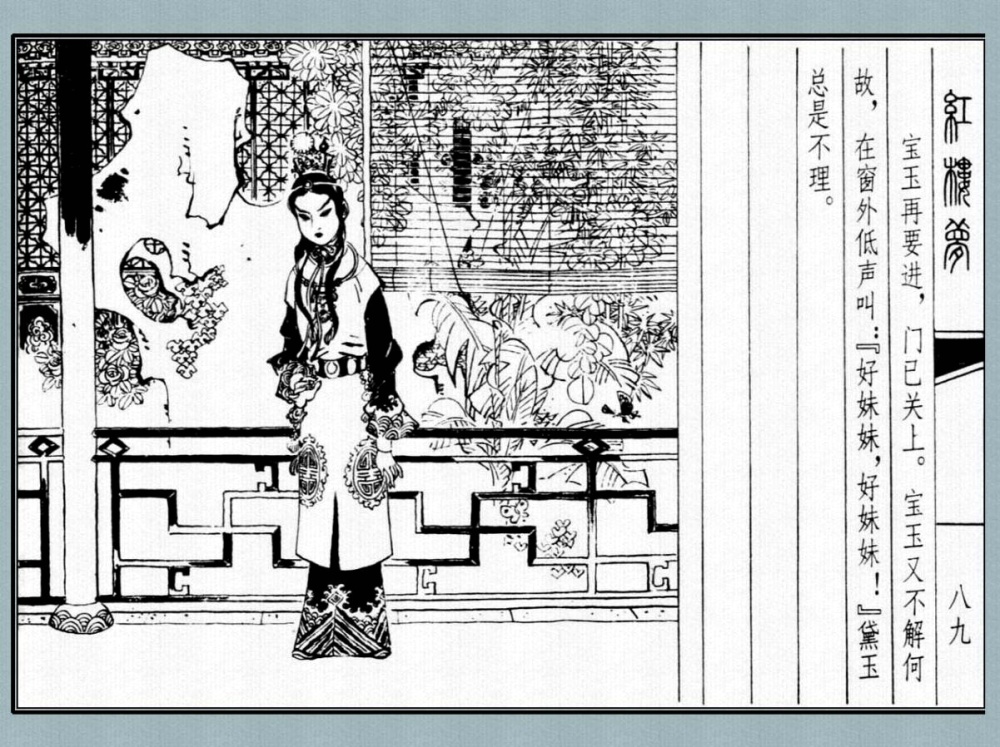 紅樓夢
八九
宝玉再要进，门已关上。宝玉又不解何
故，在窗外低声叫：『好妹妹，好妹妹！』黛玉
总是不理。